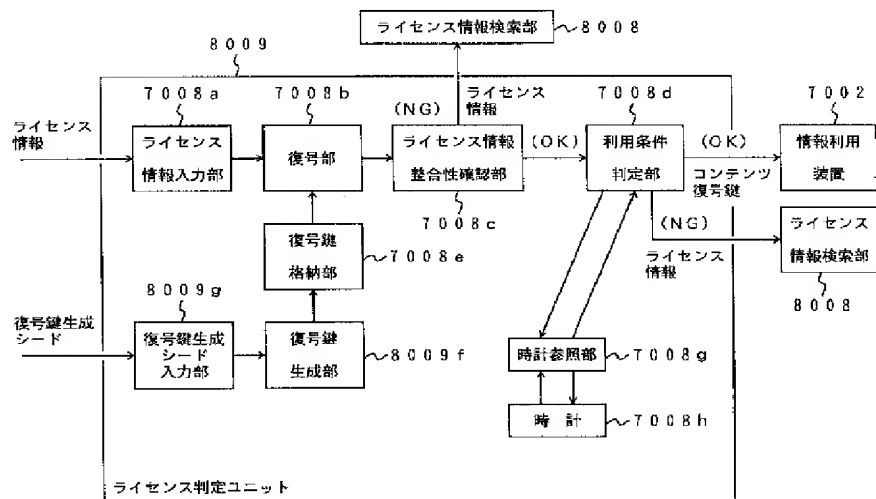 ライセンス情報検索部
8008
8009
7008a
7008b
(NG)
ライセンス
情報
7008d
7002
ライセンス
情報
ライセンス
情報入力部
復号部
ライセンス情報
整合性確認部
(OK)
利用条件
判定部
(OK)
コンテンツ
復号鍵
情報利用
装置
7008c
(NG)
ライセンス
情報
ライセンス
情報検索部
8008
復号鍵
格納部
7008e
8009g
復号鍵生成
シード
復号鍵生成
シード
入力部
復号鍵
生成部
8009f
時計参照部
7008g
時計
7008h
ライセンス判定ユニット